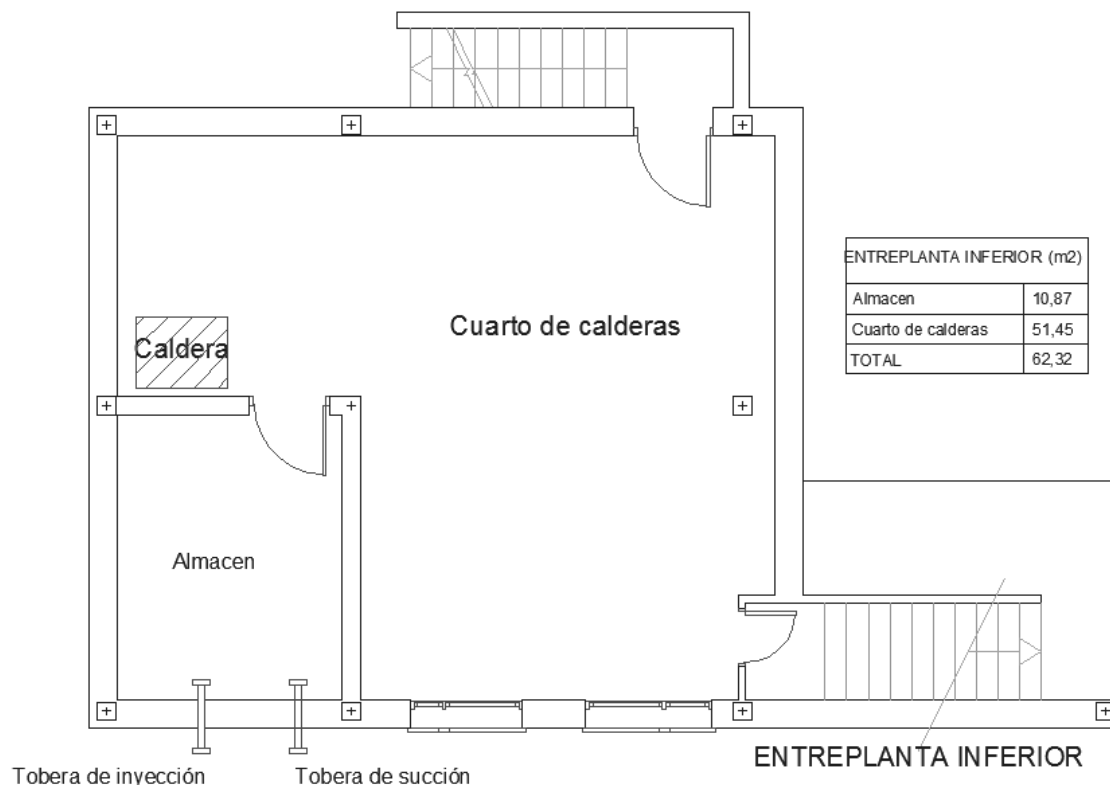 ENTREPLANTA INFERIOR (m2)
Almacen 10,87
Cuarto de calderas 51,45
TOTAL 62,32
Cuarto de calderas
Caldera
Almacen
ENTREPLANTA INFERIOR
Tobera de inyección
Tobera de succión